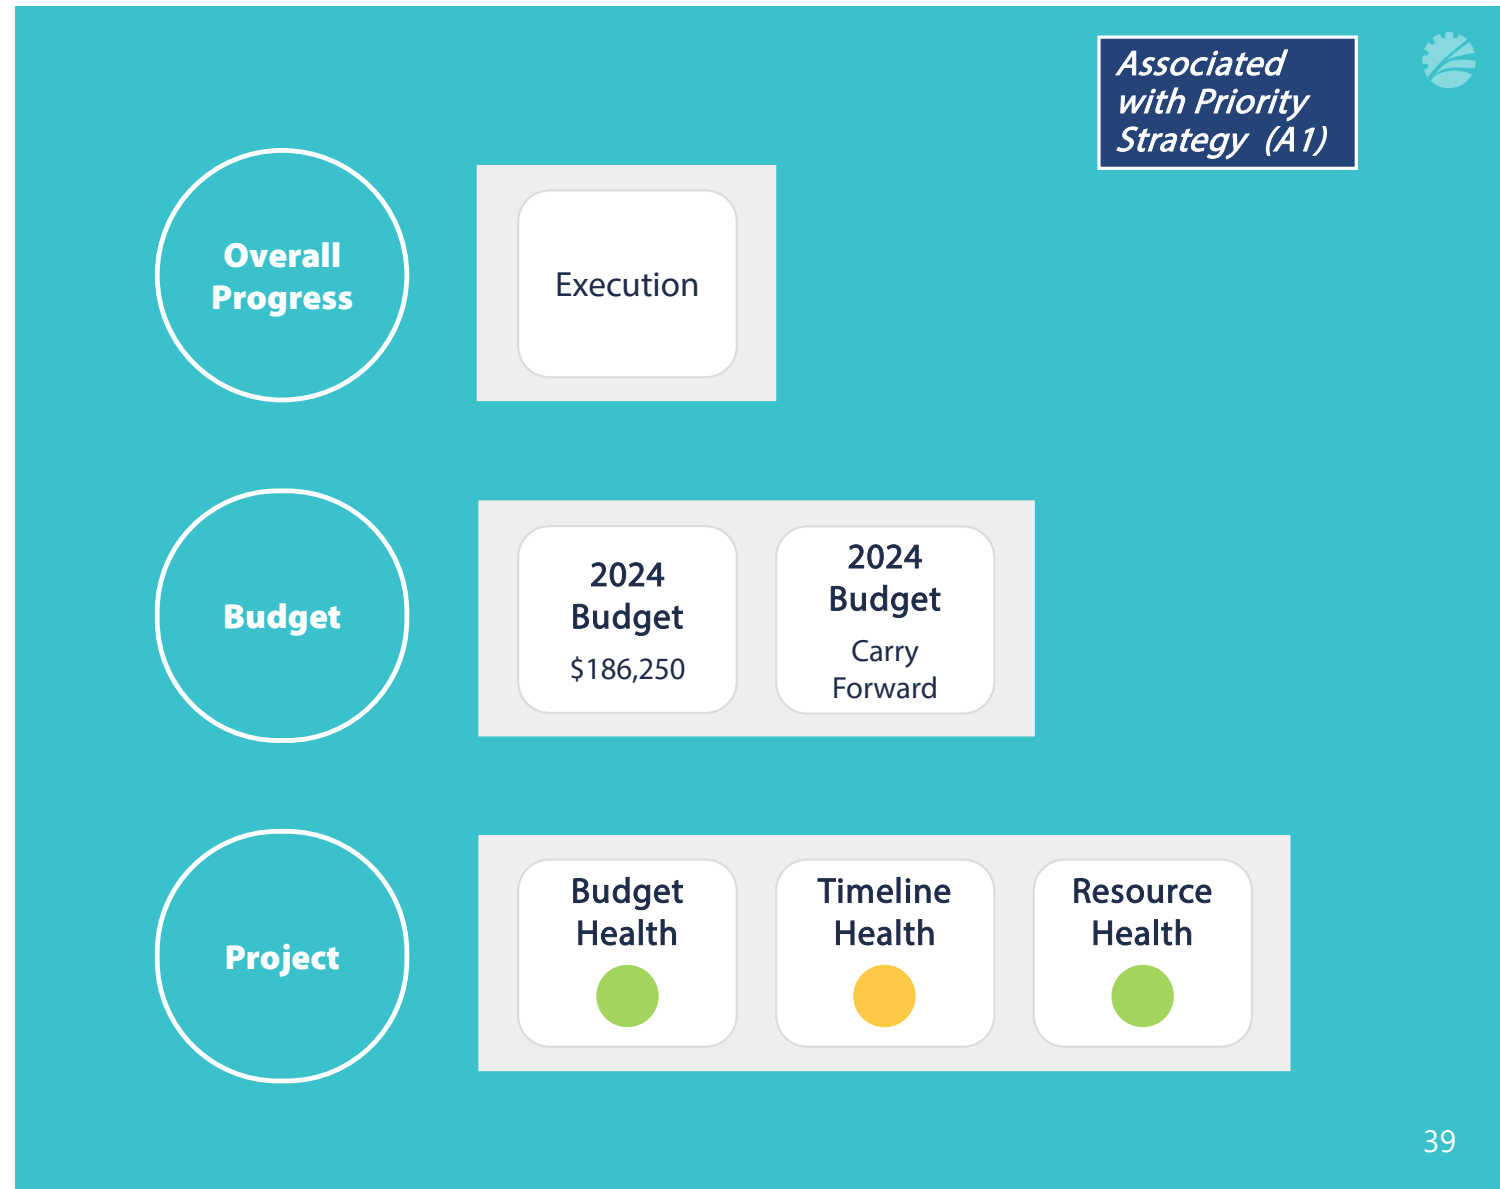 Associated
with Priority
Strategy (A1)
Overall
Progress
Execution
Budget
2024
Budget
$186,250
2024
Budget
Carry
Forward
Project
Budget
Health
Timeline
Health
Resource
Health
39